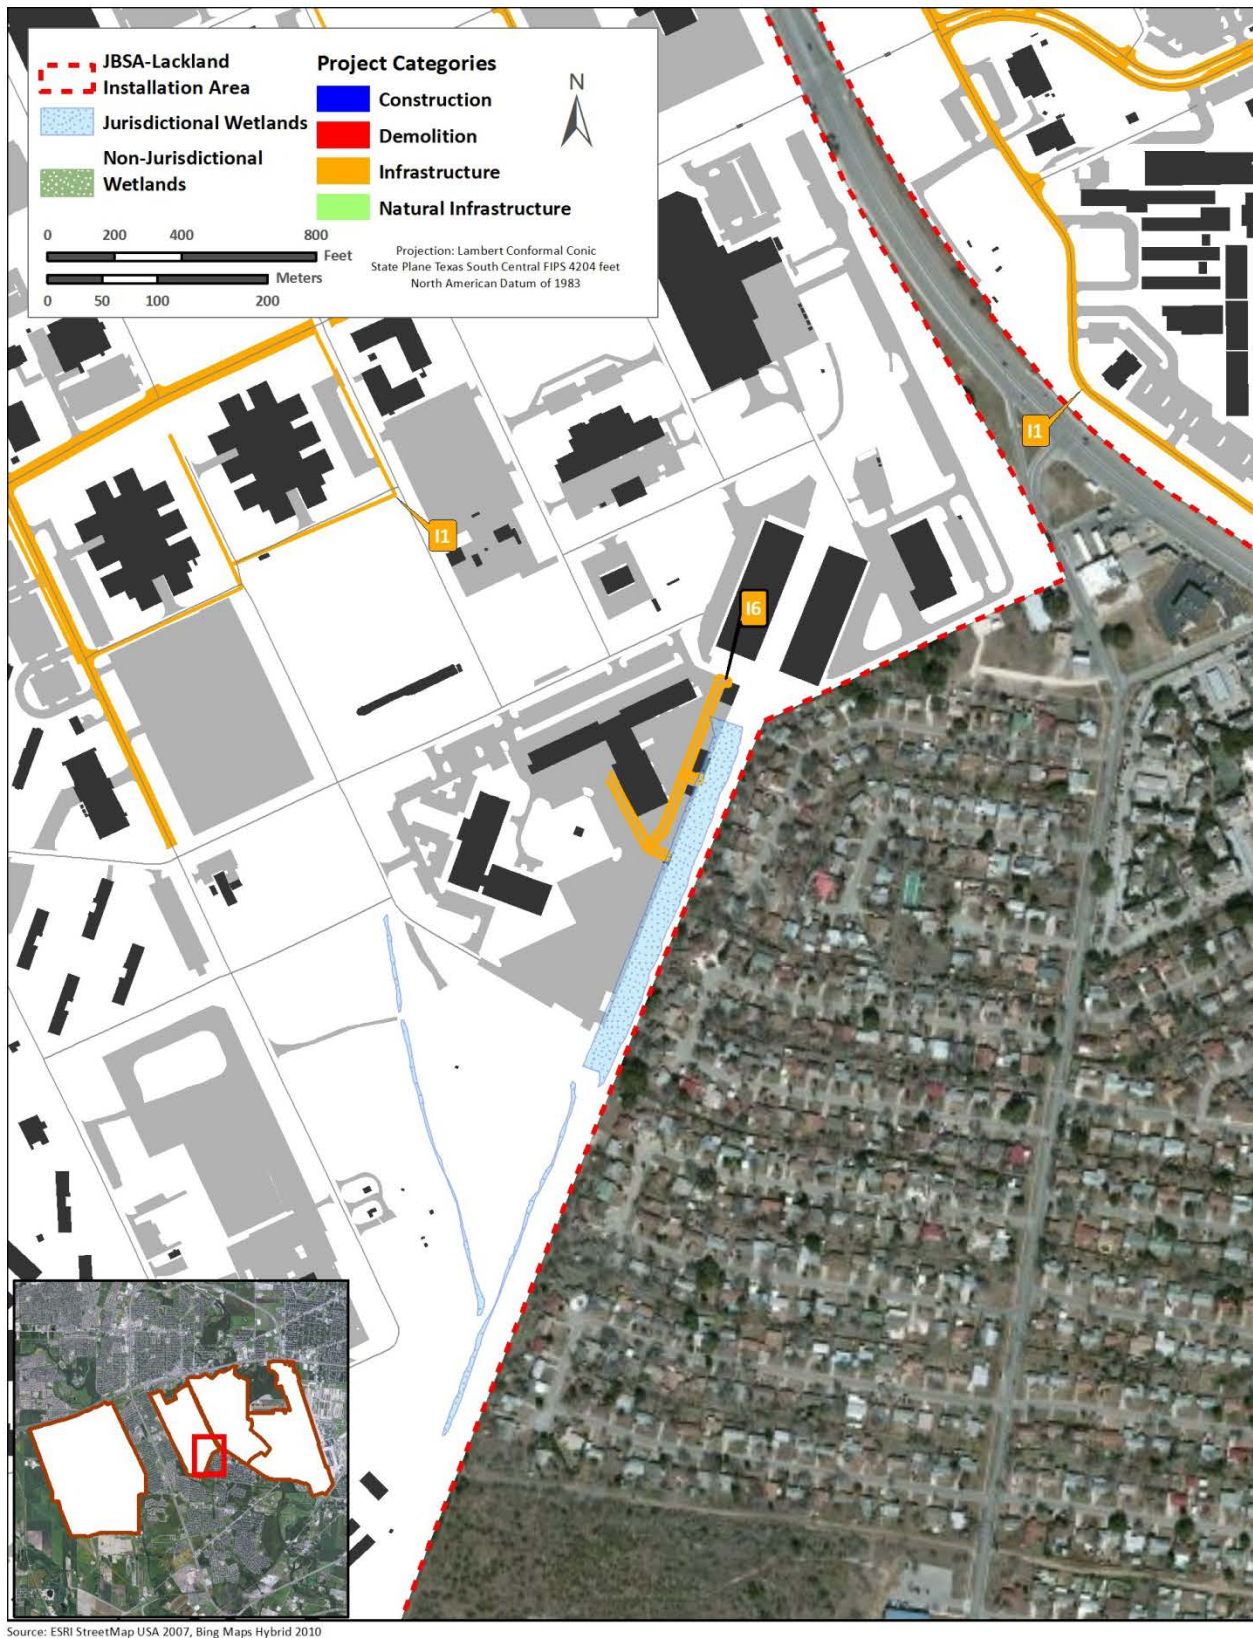 JBSA-Lackland
Installation Area
Jurisdictional Wetlands
Non-Jurisdictional
Wetlands
Project Categories
Construction
Demolition
Infrastructure
Natural Infrastructure
N
0 200 400 800
Feet
Meters
0 50 100 200
Projection: Lambert Conformal Conic
State Plane Texas South Central FIPS 4204 feet
North American Datum of 1983
I1
I1
I6
Source: ESRI StreetMap USA 2007, Bing Maps Hybrid 2010